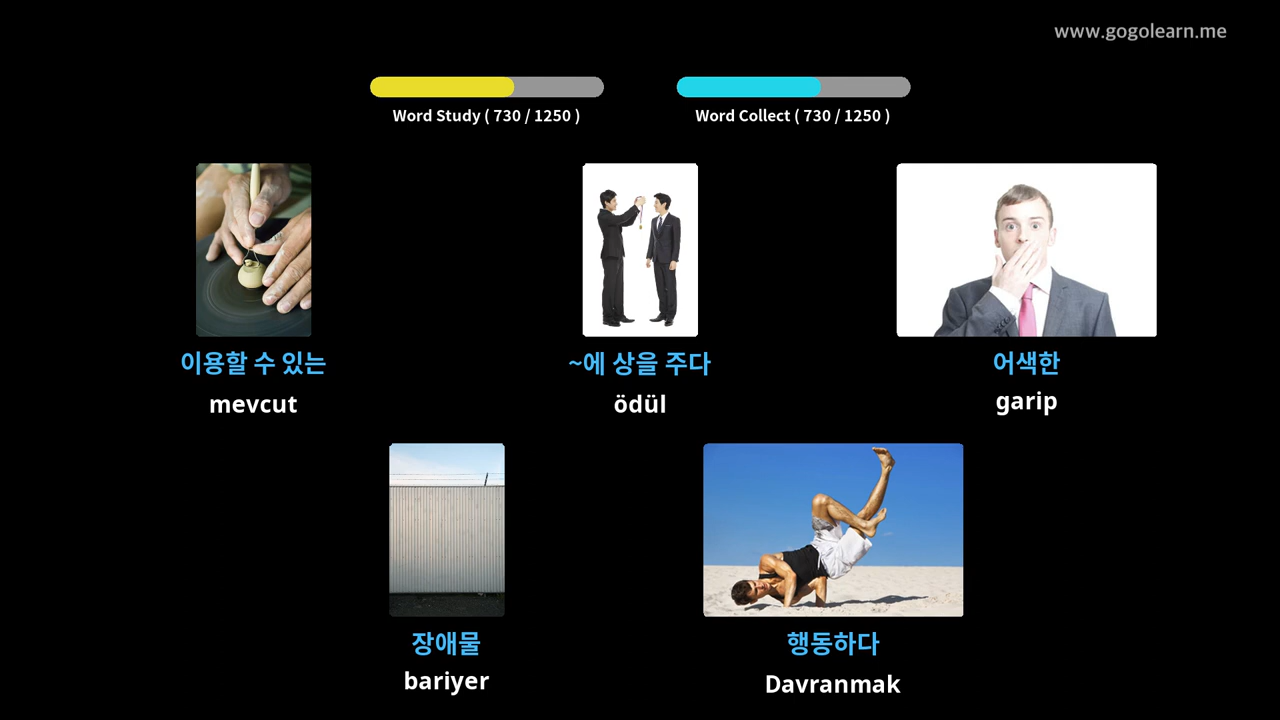 www.gogolearn.me
Word Study ( 730 / 1250 )
Word Collect ( 730 / 1250 )
이용할 수 있는
mevcut
~에 상을 주다
ödül
어색한
garip
장애물
bariyer
행동하다
Davranmak